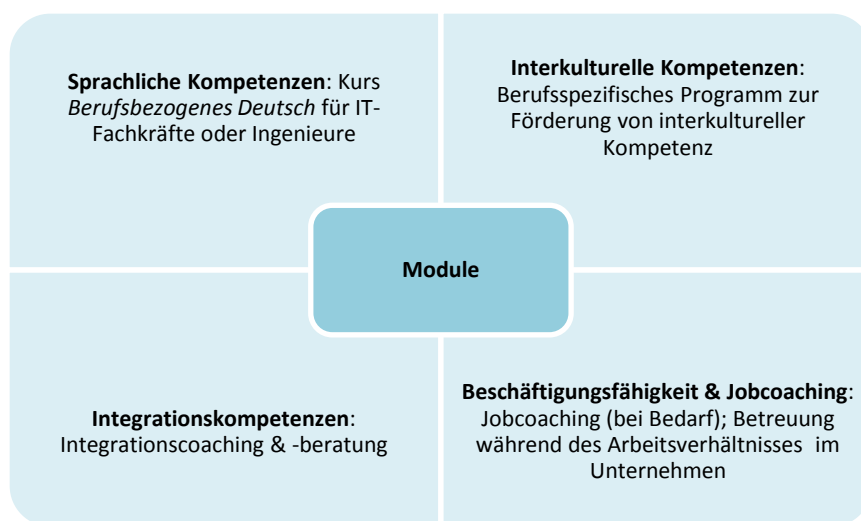 Sprachliche Kompetenzen: Kurs
Berufsbezogenes Deutsch für IT-
Fachkräfte oder Ingenieure
Interkulturelle Kompetenzen:
Berufsspezifisches Programm zur
Förderung von interkultureller
Kompetenz
Module
Integrationskompetenzen:
Integrationscoaching & -beratung
Beschäftigungsfähigkeit & Jobcoaching:
Jobcoaching (bei Bedarf); Betreuung
während des Arbeitsverhältnisses im
Unternehmen